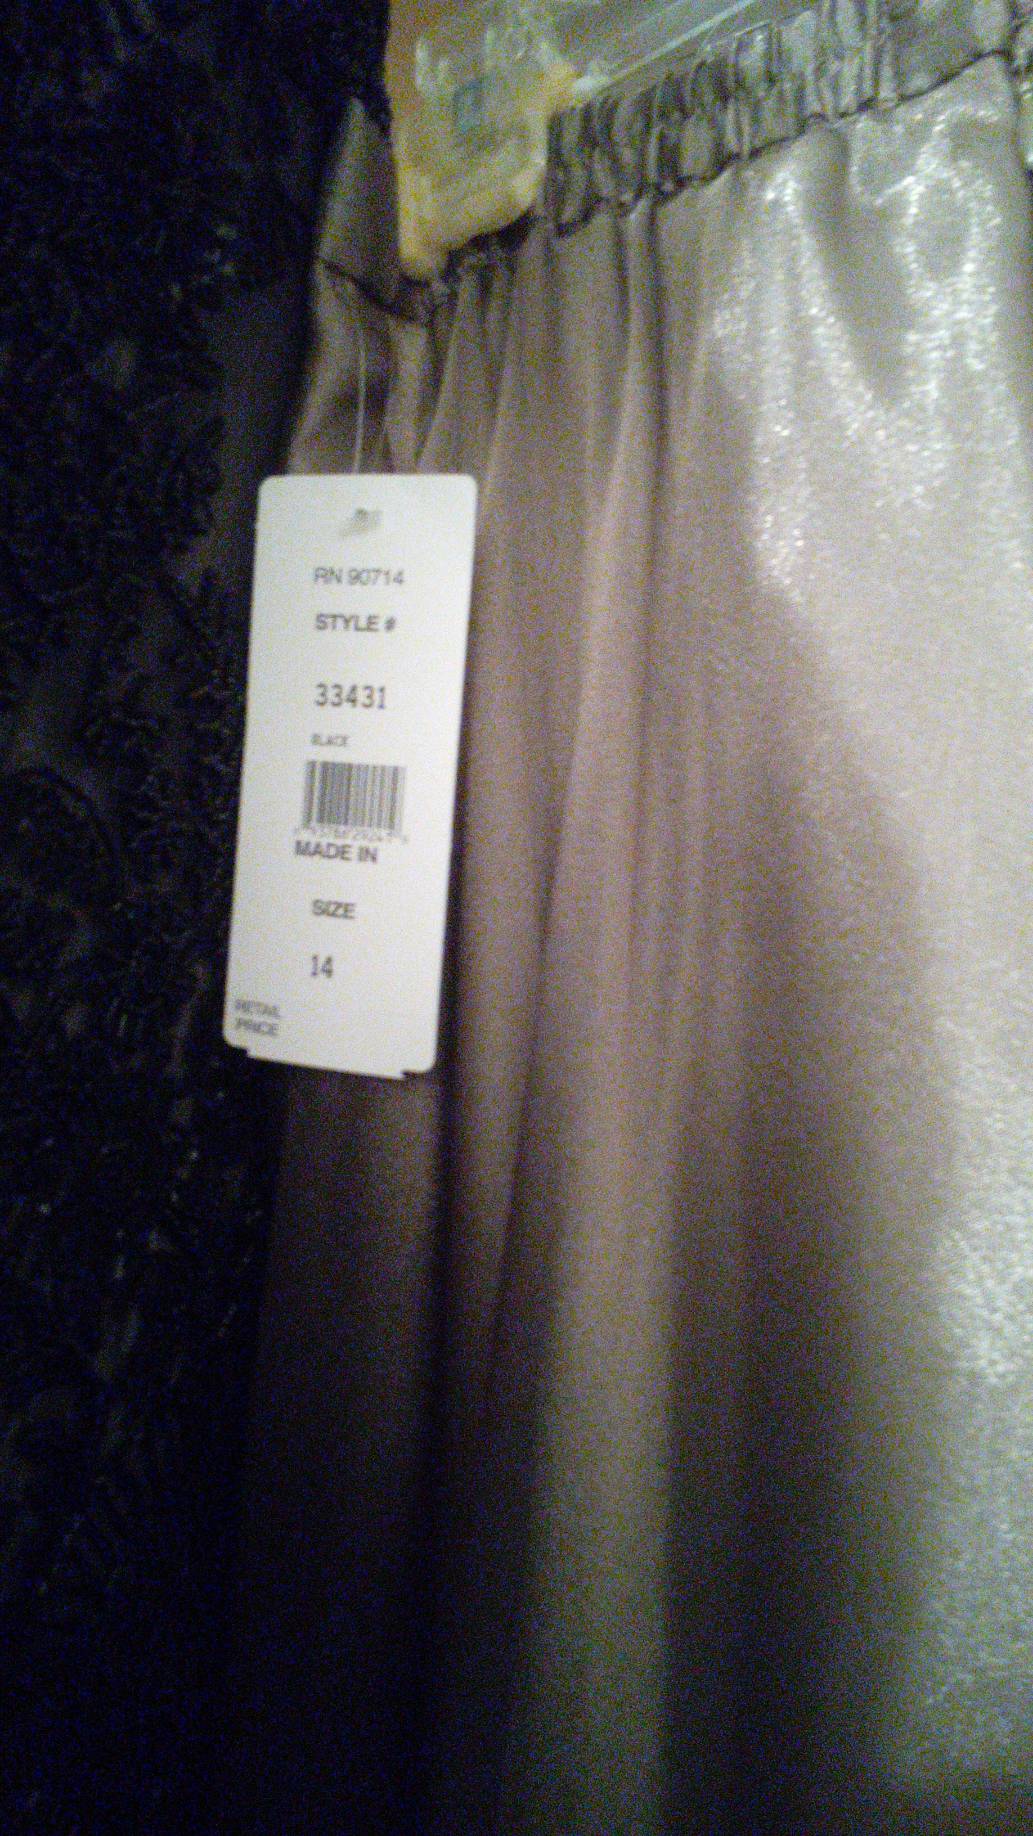 RN 90714
STYLE #
33431
BLACK
MADE IN
SIZE
14
RETAIL
PRICE